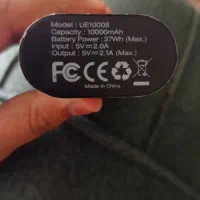 Model : UE10008
Capacity : 10000mAh
Battery Power : 37Wh (Max.)
Input : 5V⎓2.0A
Output : 5V⎓2.1A (Max.)
FC CE
Made in China